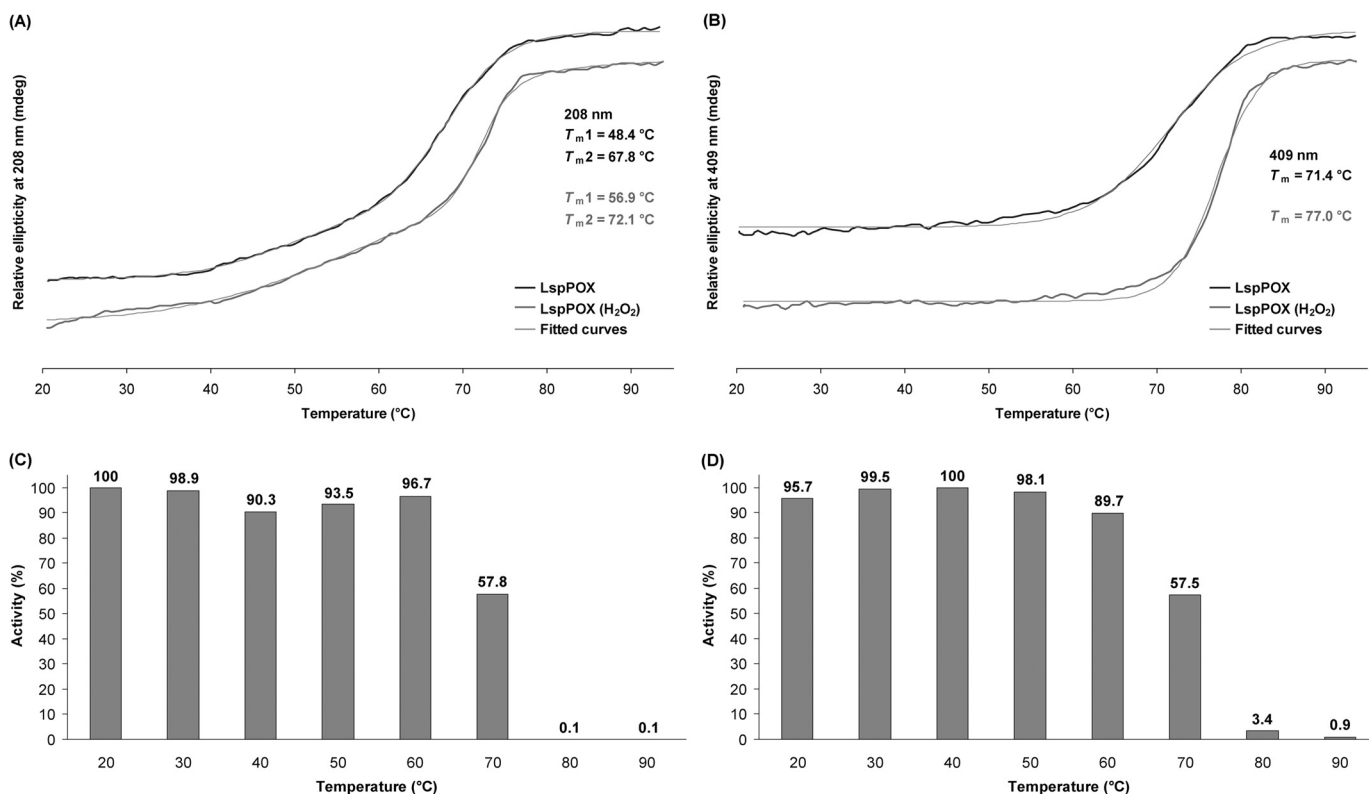 (A)
Relative ellipticity at 208 nm (mdeg)
208 nm
Tm1 = 48.4 °C
Tm2 = 67.8 °C
Tm1 = 56.9 °C
Tm2 = 72.1 °C
LspPOX
LspPOX (H2O2)
Fitted curves
20 30 40 50 60 70 80 90
Temperature (°C)
(B)
Relative ellipticity at 409 nm (mdeg)
409 nm
Tm = 71.4 °C
Tm = 77.0 °C
LspPOX
LspPOX (H2O2)
Fitted curves
20 30 40 50 60 70 80 90
Temperature (°C)
(C)
Activity (%)
100
90
80
70
60
50
40
30
20
10
0
100 98.9 90.3 93.5 96.7 57.8 0.1 0.1
20 30 40 50 60 70 80 90
Temperature (°C)
(D)
Activity (%)
100
90
80
70
60
50
40
30
20
10
0
95.7 99.5 100 98.1 89.7 57.5 3.4 0.9
20 30 40 50 60 70 80 90
Temperature (°C)